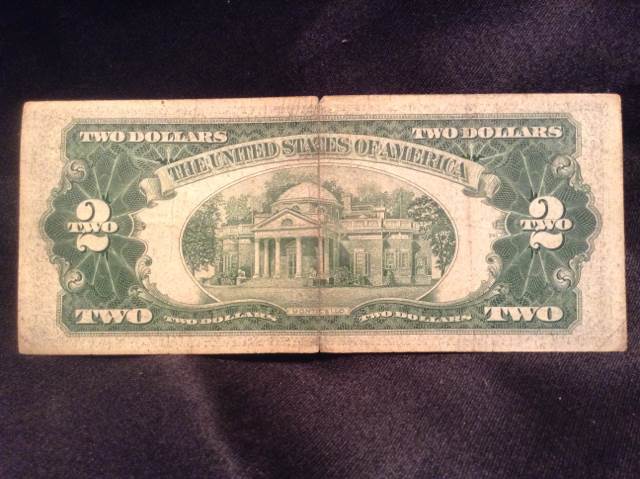 TWO DOLLARS TWO DOLLARS
THE UNITED STATES OF AMERICA
2 2
TWO TWO
MONTICELLO
TWO TWO DOLLARS TWO DOLLARS TWO